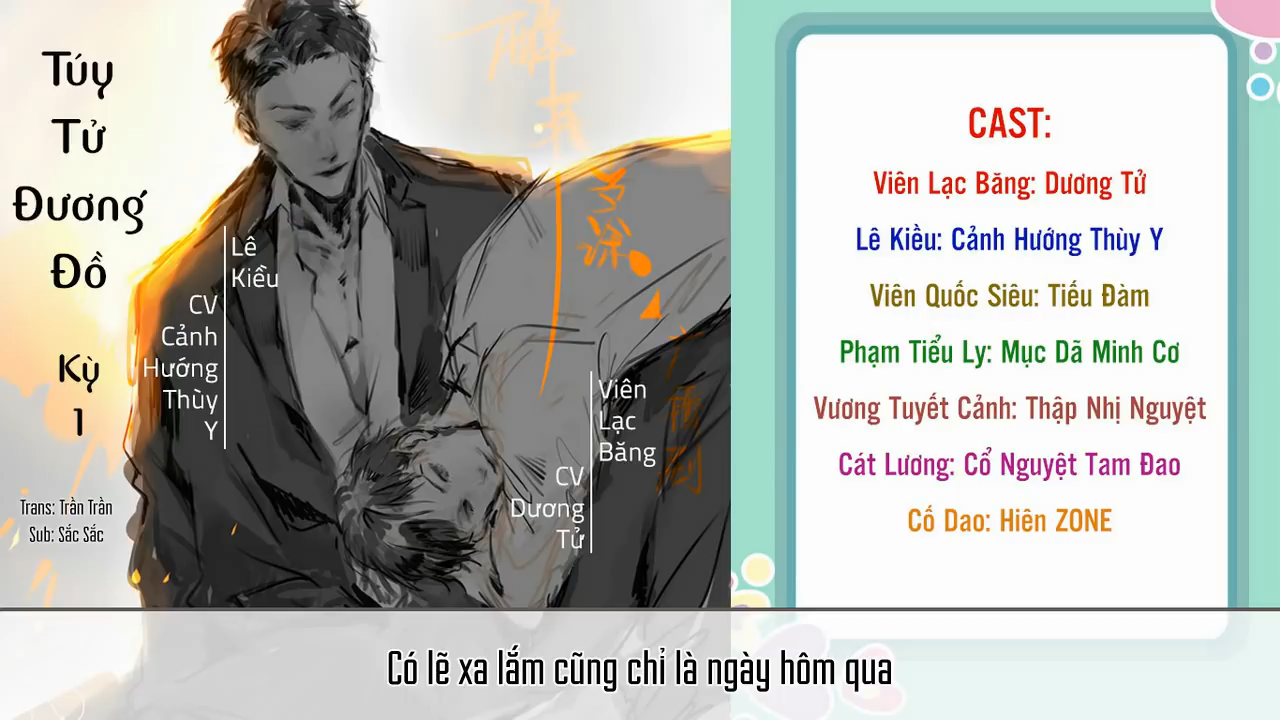 Túy
Tử
Đương
Đồ
Kỳ
1
Trans: Trần Trần
Sub: Sắc Sắc
Lê
Kiều
CV
Cảnh
Hướng
Thùy
Y
Viên
Lạc
Băng
CV
Dương
Tử
CAST:
Viên Lạc Băng: Dương Tử
Lê Kiều: Cảnh Hướng Thùy Y
Viên Quốc Siêu: Tiếu Đàm
Phạm Tiểu Ly: Mục Dã Minh Cơ
Vương Tuyết Cảnh: Thập Nhị Nguyệt
Cát Lương: Cổ Nguyệt Tam Đao
Cố Dao: Hiên ZONE
Có lẽ xa lắm cũng chỉ là ngày hôm qua